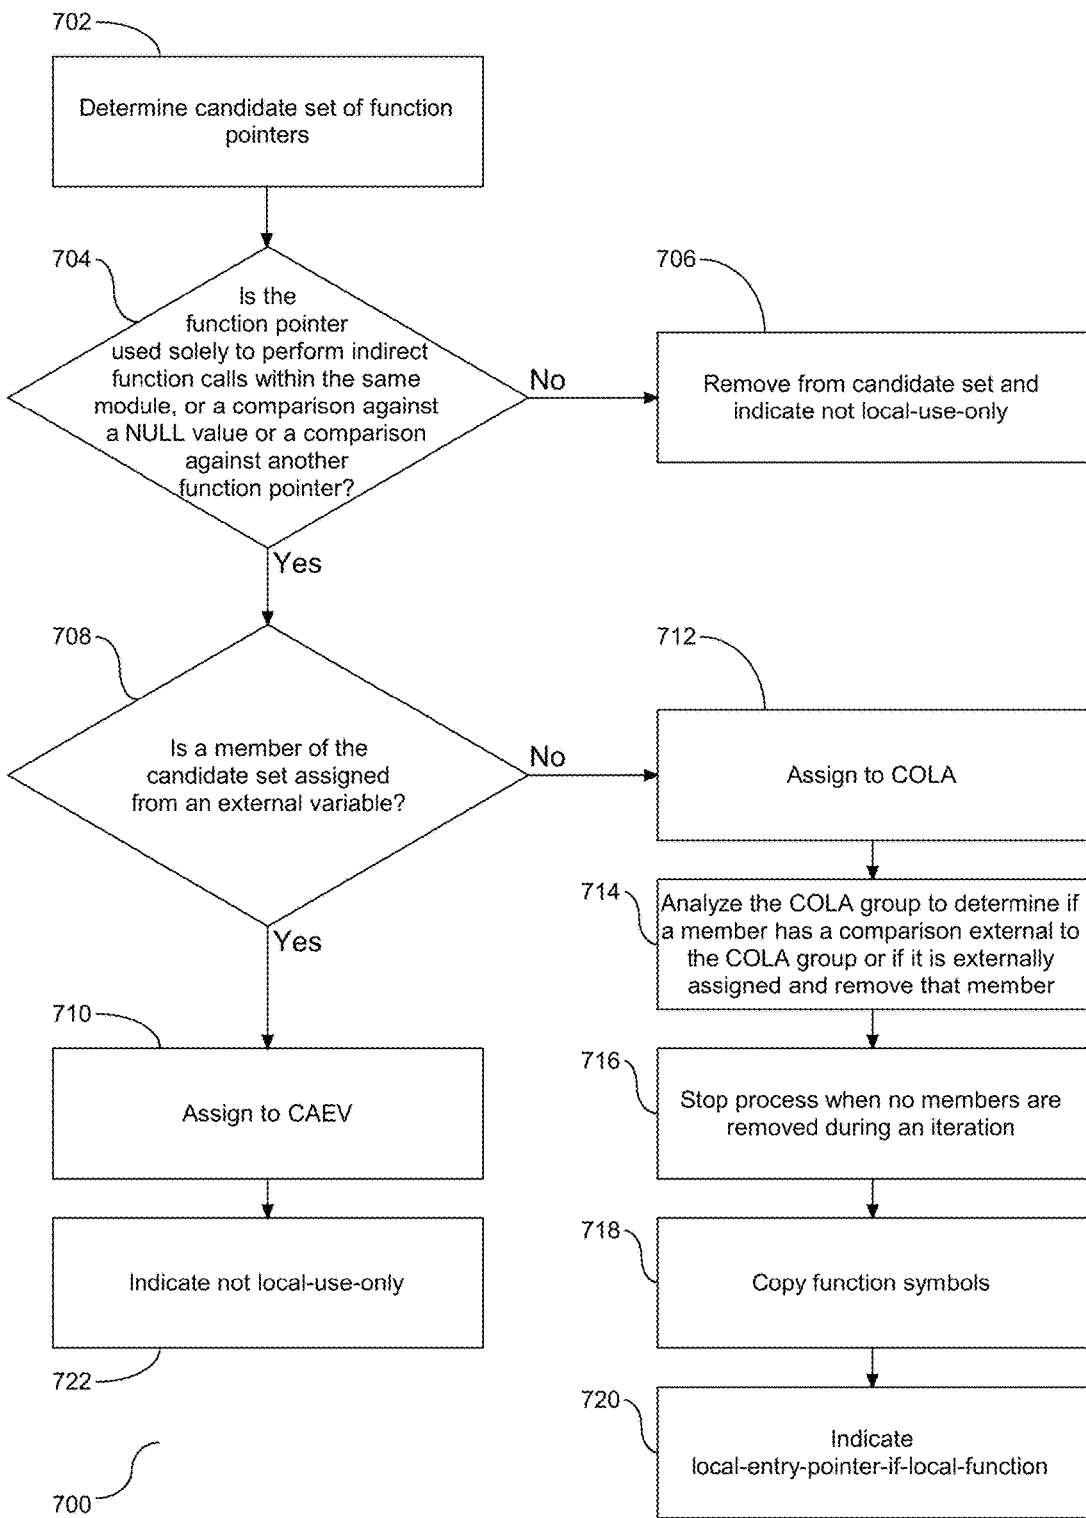 702
Determine candidate set of function
pointers
704
Is the
function pointer
used solely to perform indirect
function calls within the same
module, or a comparison against
a NULL value or a comparison
against another
function pointer?
No
706
Remove from candidate set and
indicate not local-use-only
Yes
708
Is a member of the
candidate set assigned
from an external variable?
No
712
Assign to COLA
714
Analyze the COLA group to determine if
a member has a comparison external to
the COLA group or if it is externally
assigned and remove that member
Yes
710
Assign to CAEV
716
Stop process when no members are
removed during an iteration
Indicate not local-use-only
722
718
Copy function symbols
720
Indicate
local-entry-pointer-if-local-function
700